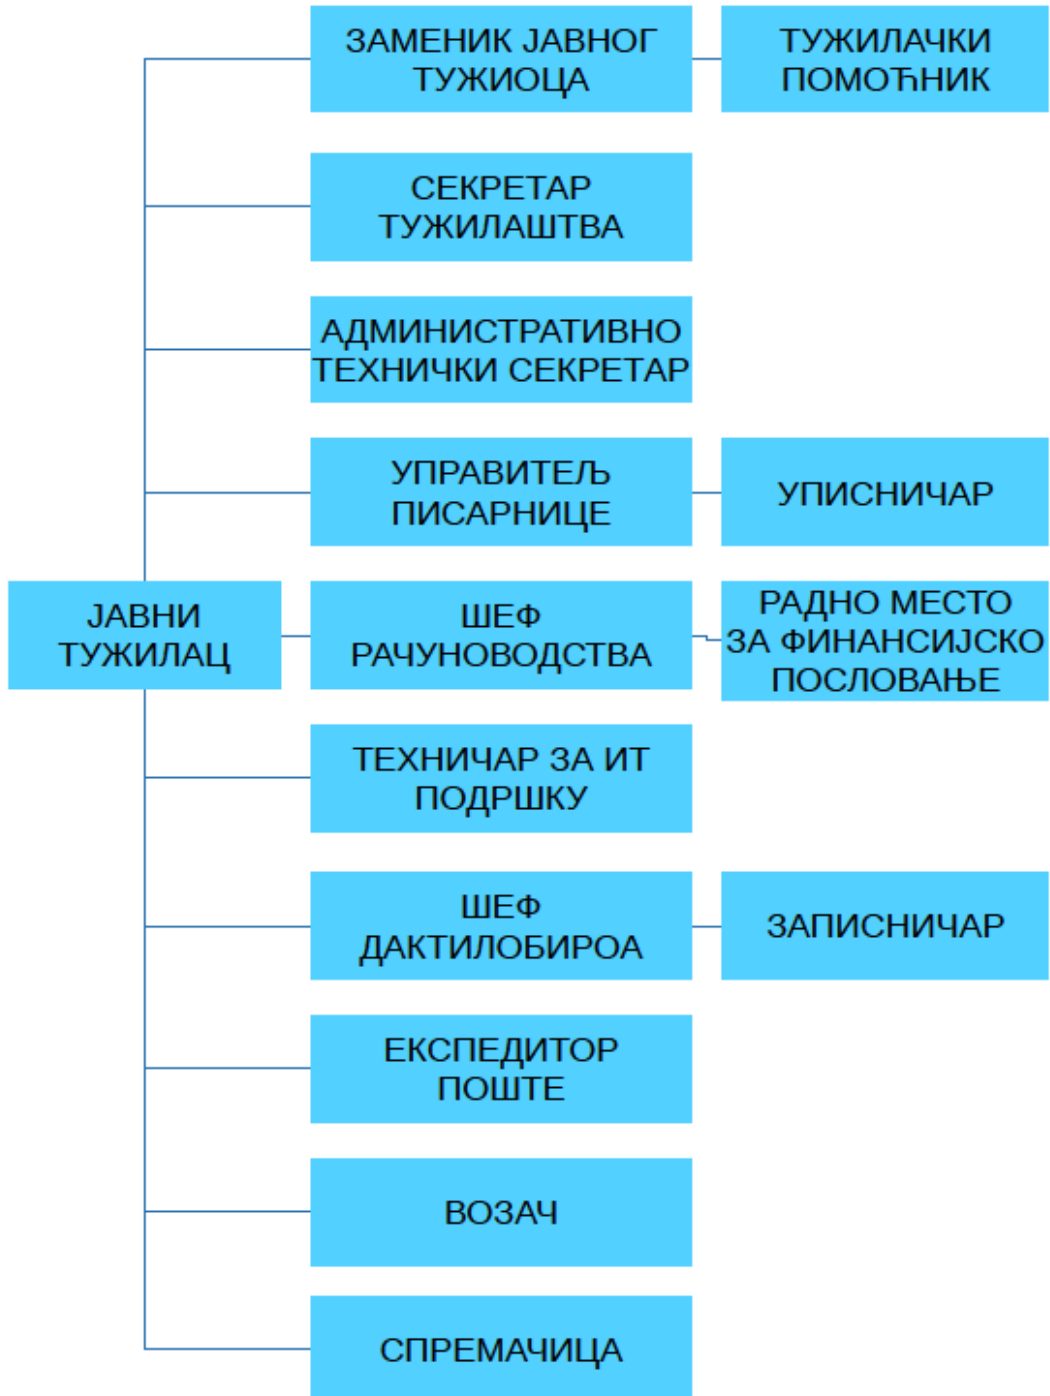 ЗАМЕНИК ЈАВНОГ
ТУЖИОЦА
ТУЖИЛАЧКИ
ПОМОЋНИК
СЕКРЕТАР
ТУЖИЛАШТВА
АДМИНИСТРАТИВНО
ТЕХНИЧКИ СЕКРЕТАР
УПРАВИТЕЉ
ПИСАРНИЦЕ
УПИСНИЧАР
ЈАВНИ
ТУЖИЛАЦ
ШЕФ
РАЧУНОВОДСТВА
РАДНО МЕСТО
ЗА ФИНАНСИЈСКО
ПОСЛОВАЊЕ
ТЕХНИЧАР ЗА ИТ
ПОДРШКУ
ШЕФ
ДАКТИЛОБИРОА
ЗАПИСНИЧАР
ЕКСПЕДИТОР
ПОШТЕ
ВОЗАЧ
СПРЕМАЧИЦА